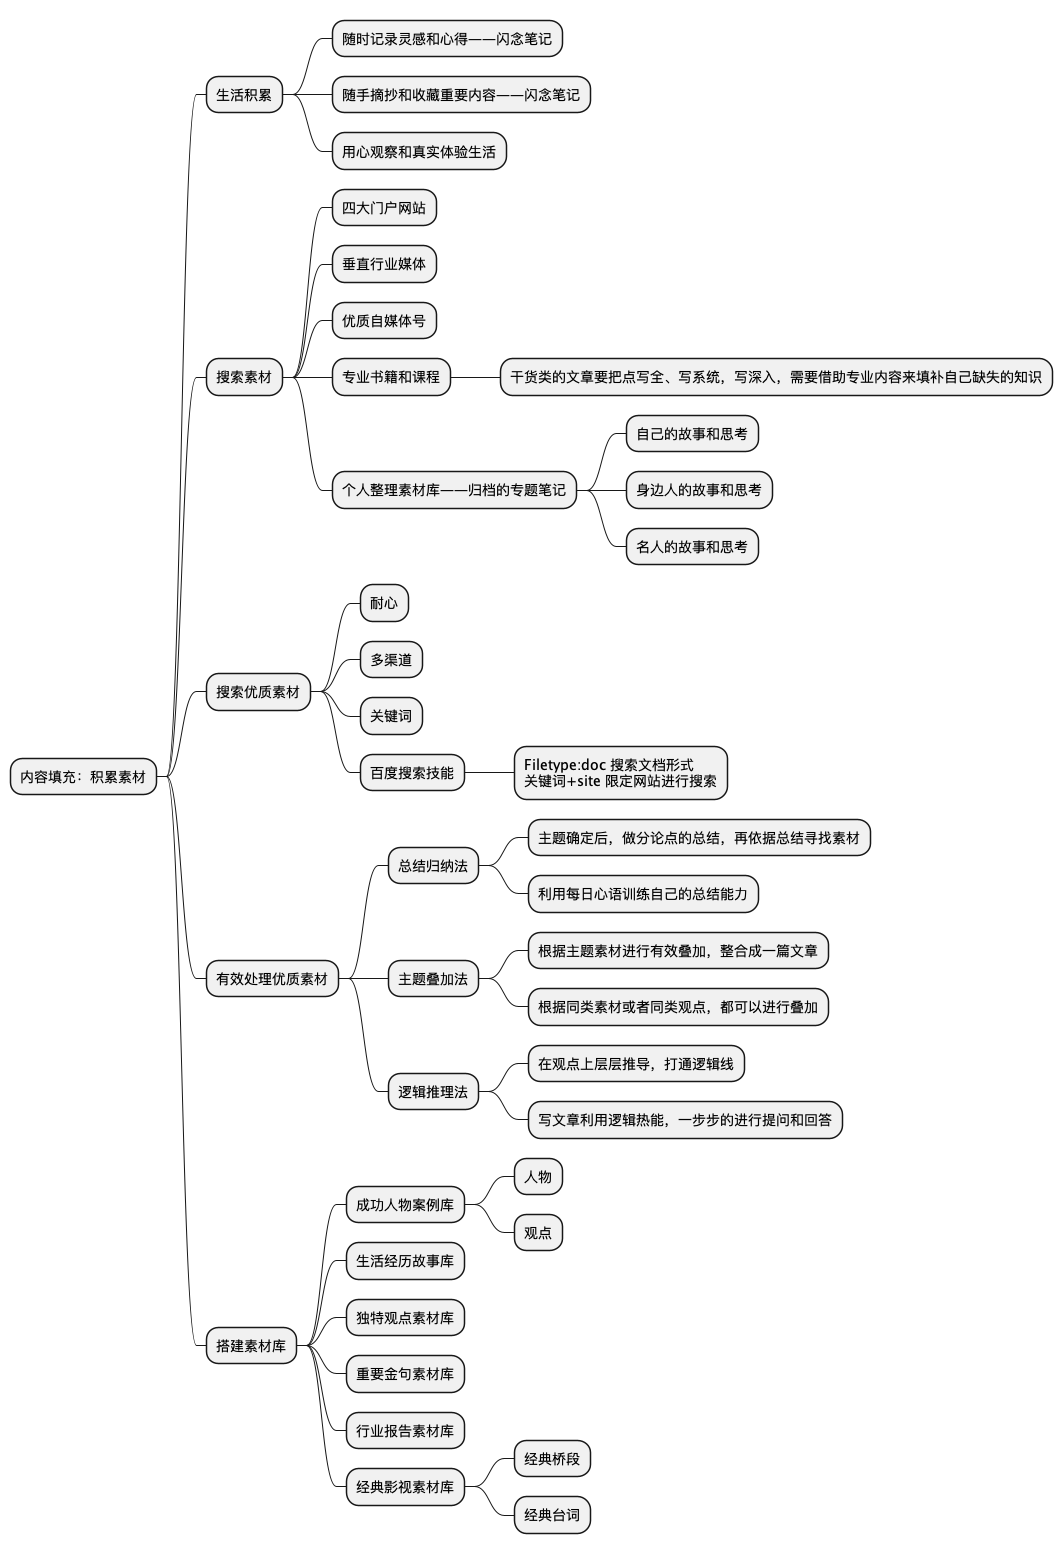 内容填充：积累素材
生活积累
随时记录灵感和心得——闪念笔记
随手摘抄和收藏重要内容——闪念笔记
用心观察和真实体验生活
搜索素材
四大门户网站
垂直行业媒体
优质自媒体号
专业书籍和课程
干货类的文章要把点写全、写系统，写深入，需要借助专业内容来填补自己缺失的知识
个人整理素材库——归档的专题笔记
自己的故事和思考
身边人的故事和思考
名人的故事和思考
搜索优质素材
耐心
多渠道
关键词
百度搜索技能
Filetype:doc 搜索文档形式
关键词+site 限定网站进行搜索
有效处理优质素材
总结归纳法
主题确定后，做分论点的总结，再依据总结寻找素材
利用每日心语训练自己的总结能力
主题叠加法
根据主题素材进行有效叠加，整合成一篇文章
根据同类素材或者同类观点，都可以进行叠加
逻辑推理法
在观点上层层推导，打通逻辑线
写文章利用逻辑热能，一步步的进行提问和回答
搭建素材库
成功人物案例库
人物
观点
生活经历故事库
独特观点素材库
重要金句素材库
行业报告素材库
经典影视素材库
经典桥段
经典台词